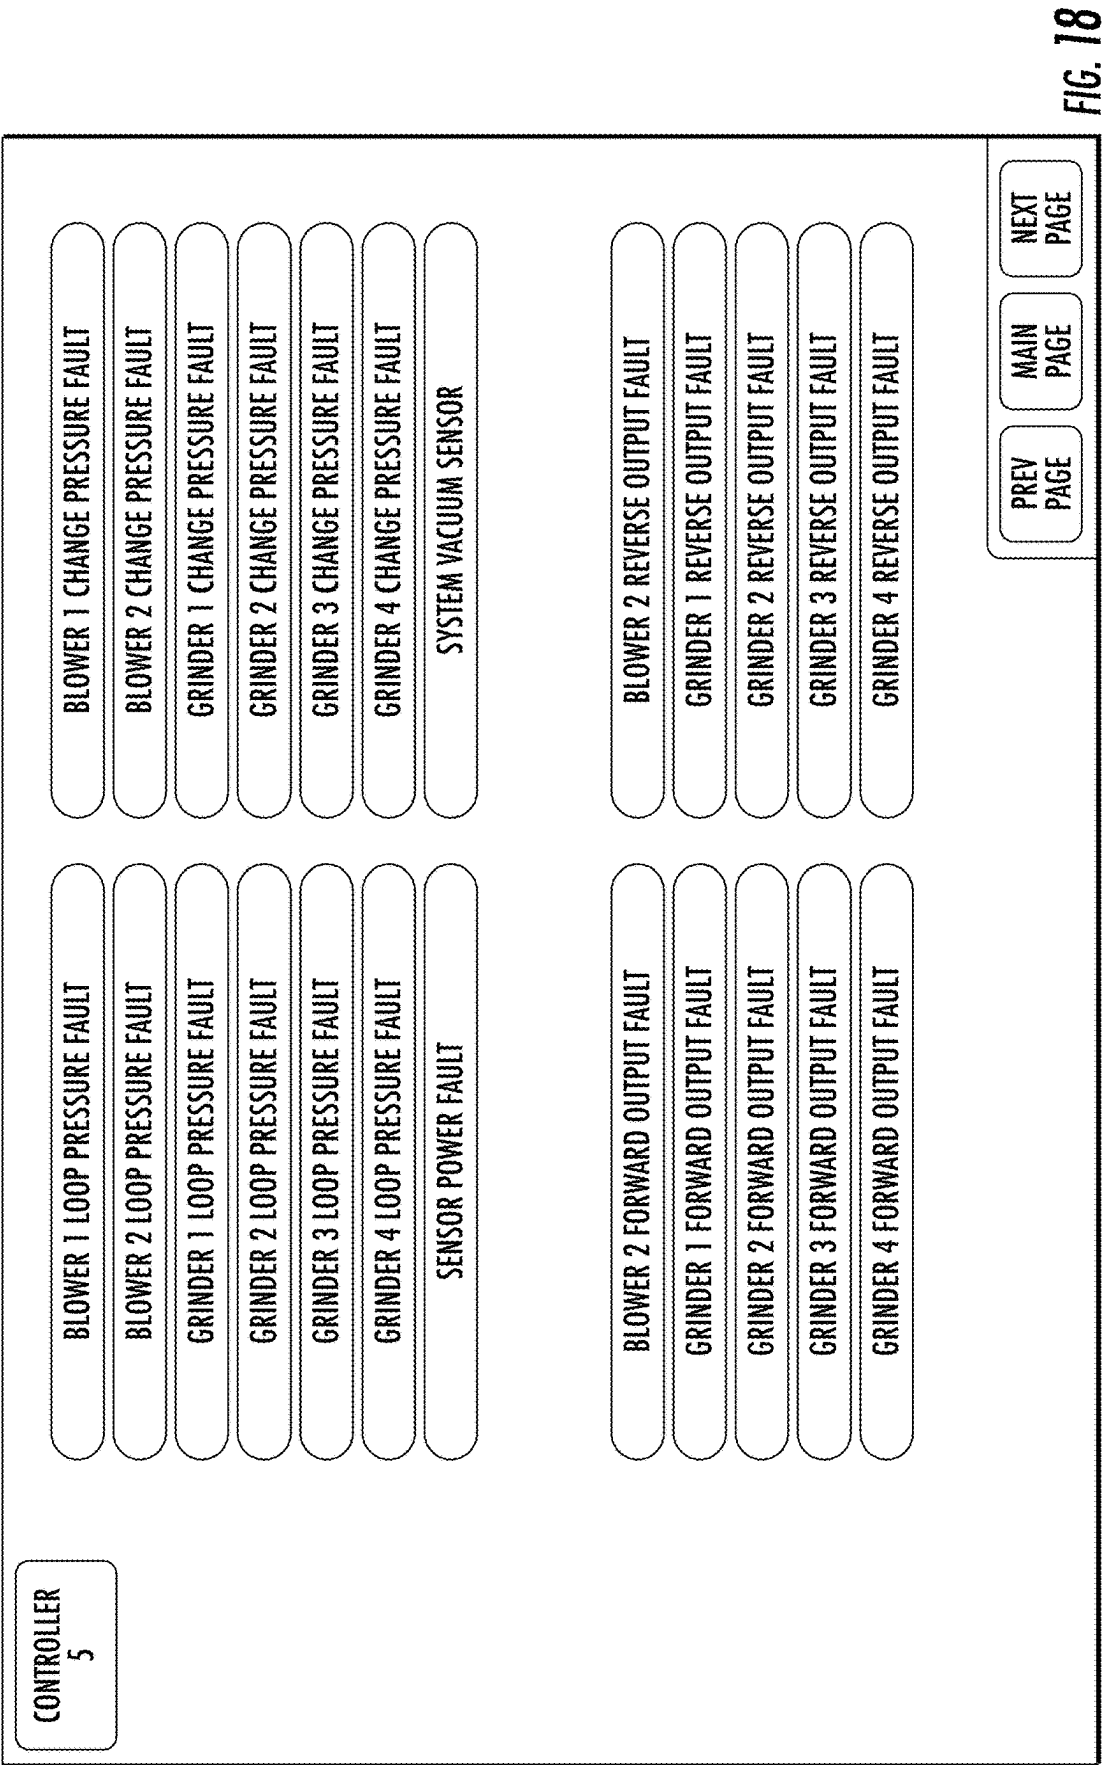 CONTROLLER
5
BLOWER 1 LOOP PRESSURE FAULT
BLOWER 2 LOOP PRESSURE FAULT
GRINDER 1 LOOP PRESSURE FAULT
GRINDER 2 LOOP PRESSURE FAULT
GRINDER 3 LOOP PRESSURE FAULT
GRINDER 4 LOOP PRESSURE FAULT
SENSOR POWER FAULT
BLOWER 1 CHANGE PRESSURE FAULT
BLOWER 2 CHANGE PRESSURE FAULT
GRINDER 1 CHANGE PRESSURE FAULT
GRINDER 2 CHANGE PRESSURE FAULT
GRINDER 3 CHANGE PRESSURE FAULT
GRINDER 4 CHANGE PRESSURE FAULT
SYSTEM VACUUM SENSOR
BLOWER 2 FORWARD OUTPUT FAULT
GRINDER 1 FORWARD OUTPUT FAULT
GRINDER 2 FORWARD OUTPUT FAULT
GRINDER 3 FORWARD OUTPUT FAULT
GRINDER 4 FORWARD OUTPUT FAULT
BLOWER 2 REVERSE OUTPUT FAULT
GRINDER 1 REVERSE OUTPUT FAULT
GRINDER 2 REVERSE OUTPUT FAULT
GRINDER 3 REVERSE OUTPUT FAULT
GRINDER 4 REVERSE OUTPUT FAULT
PREV
PAGE
MAIN
PAGE
NEXT
PAGE
FIG. 18